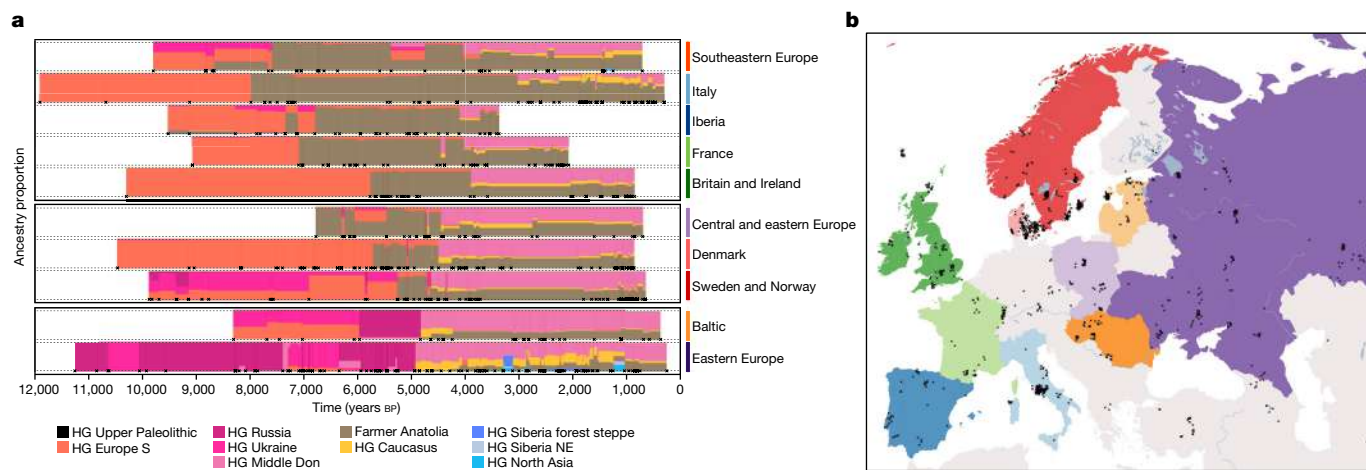 a
b
Ancestry proportion
Southeastern Europe
Italy
Iberia
France
Britain and Ireland
Central and eastern Europe
Denmark
Sweden and Norway
Baltic
Eastern Europe
12,000 11,000 10,000 9,000 8,000 7,000 6,000 5,000 4,000 3,000 2,000 1,000 0
Time (years BP)
HG Upper Paleolithic HG Russia Farmer Anatolia HG Siberia forest steppe
HG Europe S HG Ukraine HG Caucasus HG Siberia NE
HG Middle Don HG North Asia